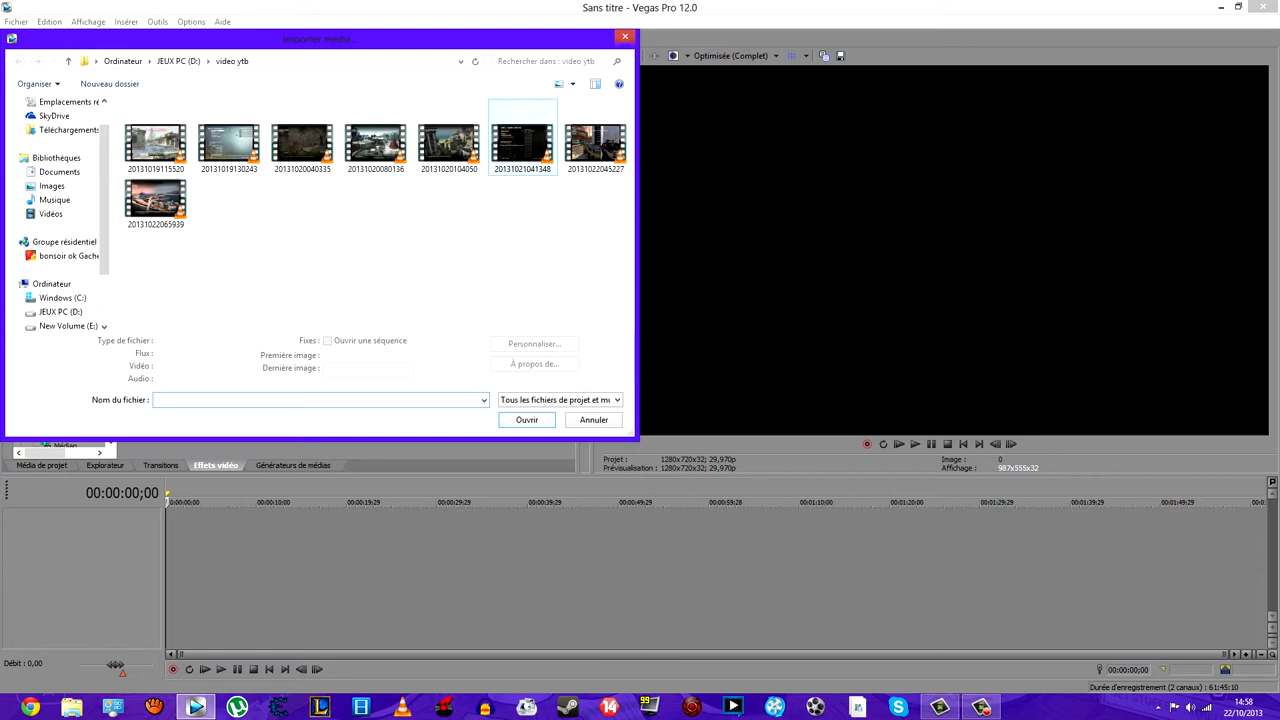 Sans titre - Vegas Pro 12.0
Fichier Edition Affichage Insérer Outils Options Aide
Importer média...
Optimisée (Complet)
Ordinateur JEUX PC (D:) video ytb
Rechercher dans : video ytb
Organiser Nouveau dossier
Emplacements ré
SkyDrive
Téléchargements
Bibliothèques
Documents
Images
Musique
Vidéos
Groupe résidentiel
bonsoir ok Gache
Ordinateur
Windows (C:)
JEUX PC (D:)
New Volume (E:)
20131019115520 20131019130243 20131020040335 20131020080136 20131020104050 20131021041348 20131022045227
20131022065939
Type de fichier :
Flux :
Vidéo :
Audio :
Fixes : Ouvrir une séquence
Première image :
Dernière image :
Personnaliser...
À propos de...
Nom du fichier :
Tous les fichiers de projet et mu
Ouvrir Annuler
Médian
Média de projet Explorateur Transitions Effets vidéo Générateurs de médias
Projet : 1280x720x32; 29,970p
Prévisualisation : 1280x720x32; 29,970p
Image : 0
Affichage : 987x555x32
00:00:00;00
0:00:00;00 00:00:10;00 00:00:19;29 00:00:29;29 00:00:39;29 00:00:49;29 00:00:59;28 00:01:10;00 00:01:20;00 00:01:29;29 00:01:39;29 00:01:49;29 00:
Débit : 0,00
00:00:00;00
Durée d'enregistrement (2 canaux) : 61:45:10
99
14
14:58
22/10/2013